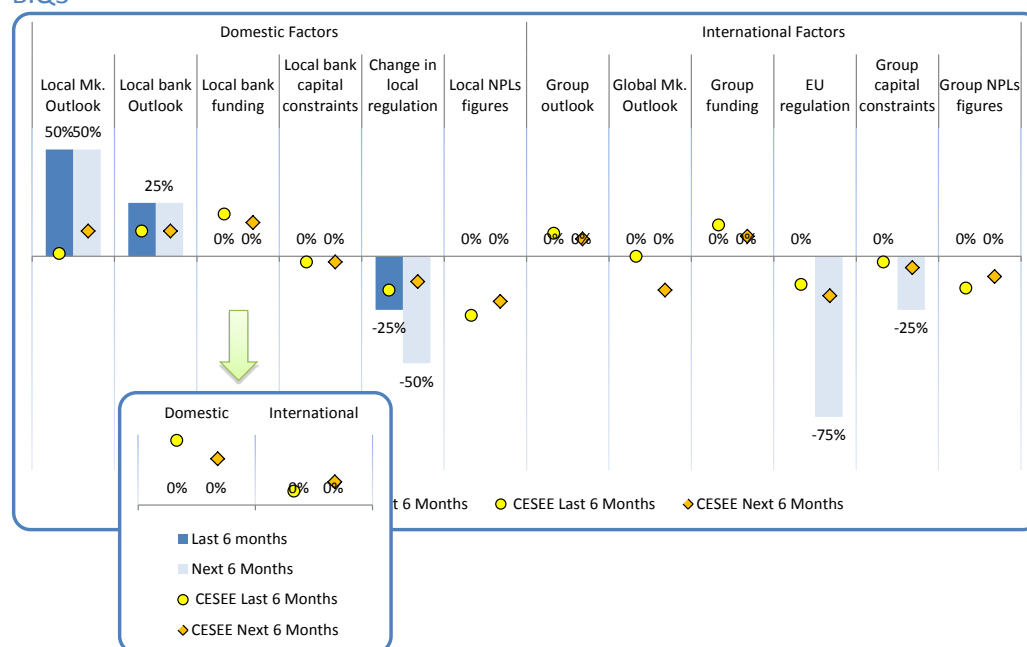 Domestic Factors
International Factors
Local Mk. Outlook
Local bank Outlook
Local bank funding
Local bank capital constraints
Change in local regulation
Local NPLs figures
Group outlook
Global Mk. Outlook
Group funding
EU regulation
Group capital constraints
Group NPLs figures
50% 50%
25%
0% 0%
0% 0%
-25%
-50%
0% 0%
0% 0%
0% 0%
0% 0%
0%
-75%
0%
-25%
0% 0%
t 6 Months
CESEE Last 6 Months
CESEE Next 6 Months
Domestic
International
0% 0%
0% 0%
Last 6 months
Next 6 Months
CESEE Last 6 Months
CESEE Next 6 Months